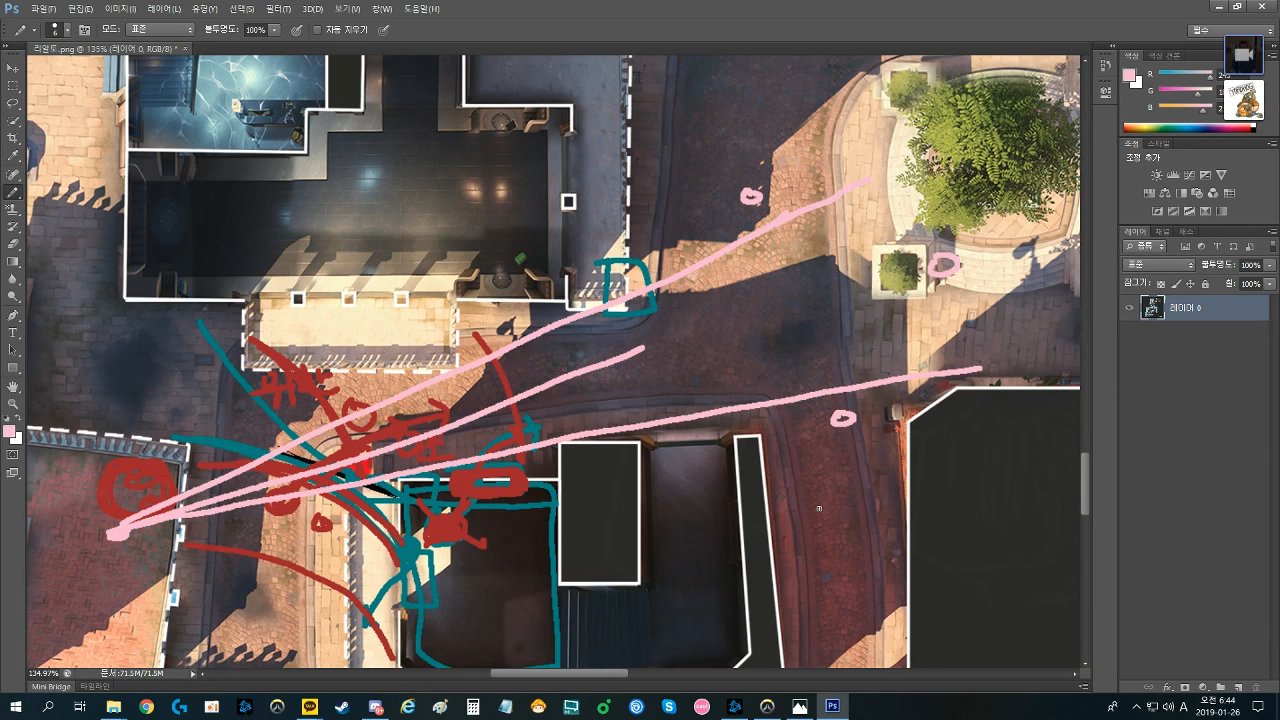 Ps 파일(F) 편집(E) 이미지(I) 레이어(L) 유형(Y) 선택(S) 필터(T) 3D(D) 보기(V) 창(W) 도움말(H)
6 모드: 표준 불투명도: 100% 자동 지우기 필수
리알토.png @ 135% (레이어 0, RGB/8) *
색상 색상 견본
R
G
B
조정 스타일
조정 추가
레이어 채널 패스
종류
표준 불투명도: 100%
잠그기: 칠: 100%
레이어 0
134.97% 문서:71.5M/71.5M
Mini Bridge 타임라인
오전 6:44
2019-01-26